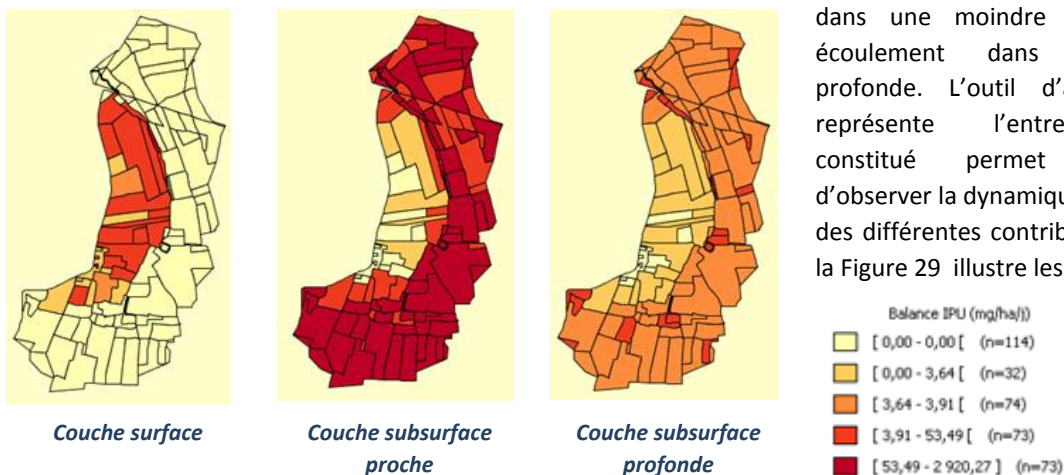 dans une moindre
écoulement dans
profonde. L'outil d'a
représente l'entre
constitué permet
d'observer la dynamiqu
des différentes contrib
la Figure 29 illustre les
Balance IPU (mg/ha/j))
[ 0,00 - 0,00 [ (n=114)
[ 0,00 - 3,64 [ (n=32)
[ 3,64 - 3,91 [ (n=74)
[ 3,91 - 53,49 [ (n=73)
[ 53,49 - 2 920,27 ] (n=73)
Couche surface
Couche subsurface
proche
Couche subsurface
profonde